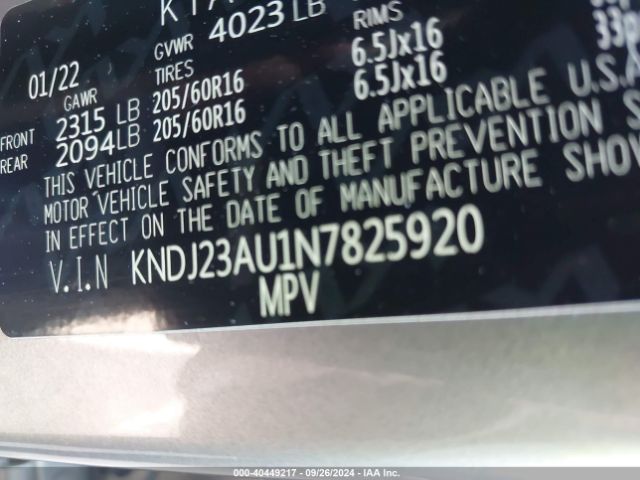 GVWR 4023 LB
01/22 TIRES RIMS
GAWR
FRONT 2315 LB 205/60R16 6.5Jx16
REAR 2094LB 205/60R16 6.5Jx16
THIS VEHICLE CONFORMS TO ALL APPLICABLE U.S.
MOTOR VEHICLE SAFETY AND THEFT PREVENTION
IN EFFECT ON THE DATE OF MANUFACTURE SHOW
V.I.N KNDJ23AU1N7825920
MPV
© - 40449217 - 09/26/2024 - IAA Inc.